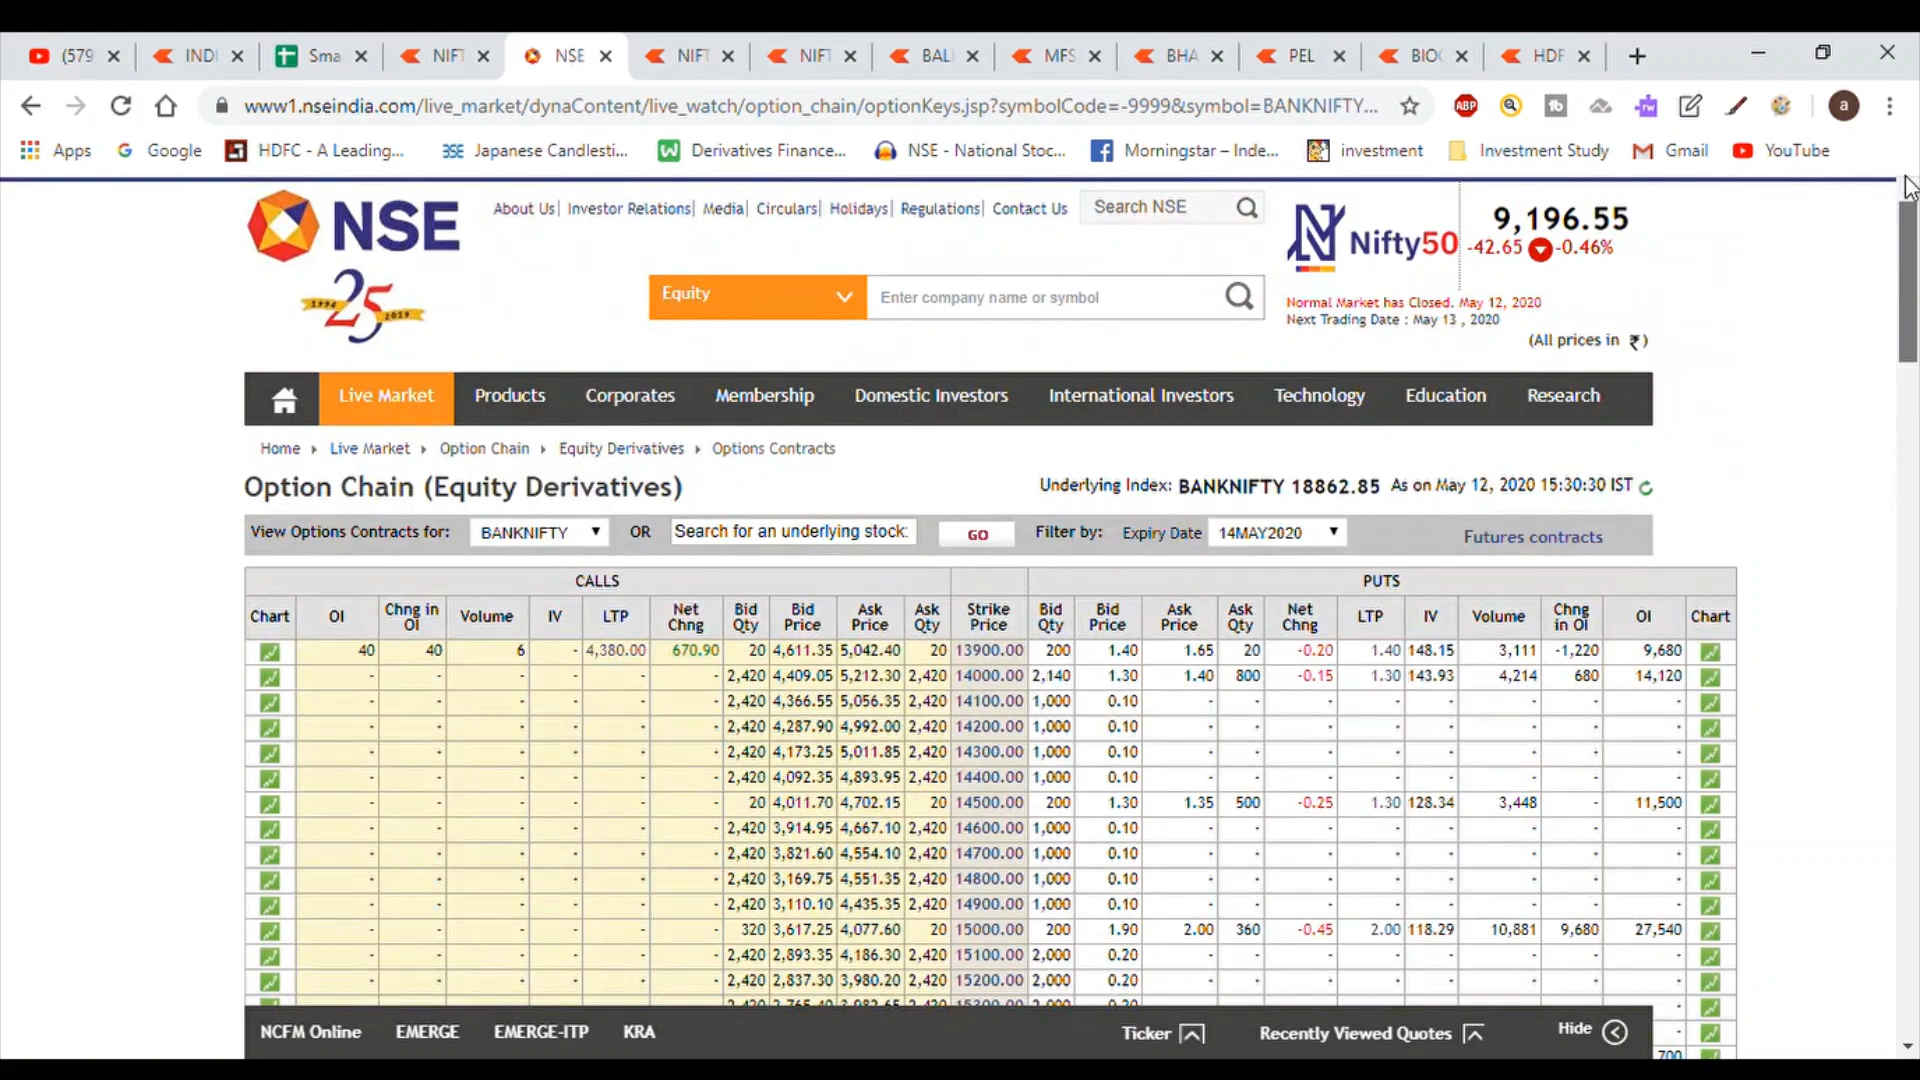 (579 INDI Sma NIFT NSE NIFT NIFT BALI MFS BHA PEL BIOC HDF
www1.nseindia.com/live_market/dynaContent/live_watch/option_chain/optionKeys.jsp?symbolCode=-9999&symbol=BANKNIFTY...
ABP tb rw a
Apps Google HDFC - A Leading... Japanese Candlesti... Derivatives Finance... NSE - National Stoc... Morningstar – Inde... investment Investment Study Gmail YouTube
NSE
1994 25 2019
About Us| Investor Relations| Media| Circulars| Holidays| Regulations| Contact Us
Search NSE
Nifty50
9,196.55
-42.65 -0.46%
Equity
Enter company name or symbol
Normal Market has Closed. May 12, 2020
Next Trading Date : May 13 , 2020
(All prices in ₹ )
Live Market Products Corporates Membership Domestic Investors International Investors Technology Education Research
Home Live Market Option Chain Equity Derivatives Options Contracts
Option Chain (Equity Derivatives)
Underlying Index: BANKNIFTY 18862.85 As on May 12, 2020 15:30:30 IST
View Options Contracts for: BANKNIFTY OR Search for an underlying stock: GO Filter by: Expiry Date 14MAY2020 Futures contracts
CALLS PUTS
Chart OI Chng in OI Volume IV LTP Net Chng Bid Qty Bid Price Ask Price Ask Qty Strike Price Bid Qty Bid Price Ask Price Ask Qty Net Chng LTP IV Volume Chng in OI OI Chart
40 40 6 - 4,380.00 670.90 20 4,611.35 5,042.40 20 13900.00 200 1.40 1.65 20 -0.20 1.40 148.15 3,111 -1,220 9,680
- - - - - - 2,420 4,409.05 5,212.30 2,420 14000.00 2,140 1.30 1.40 800 -0.15 1.30 143.93 4,214 680 14,120
- - - - - - 2,420 4,366.55 5,056.35 2,420 14100.00 1,000 0.10 - - - - - - - -
- - - - - - 2,420 4,287.90 4,992.00 2,420 14200.00 1,000 0.10 - - - - - - - -
- - - - - - 2,420 4,173.25 5,011.85 2,420 14300.00 1,000 0.10 - - - - - - - -
- - - - - - 2,420 4,092.35 4,893.95 2,420 14400.00 1,000 0.10 - - - - - - - -
- - - - - - 20 4,011.70 4,702.15 20 14500.00 200 1.30 1.35 500 -0.25 1.30 128.34 3,448 - 11,500
- - - - - - 2,420 3,914.95 4,667.10 2,420 14600.00 1,000 0.10 - - - - - - - -
- - - - - - 2,420 3,821.60 4,554.10 2,420 14700.00 1,000 0.10 - - - - - - - -
- - - - - - 2,420 3,169.75 4,551.35 2,420 14800.00 1,000 0.10 - - - - - - - -
- - - - - - 2,420 3,110.10 4,435.35 2,420 14900.00 1,000 0.10 - - - - - - - -
- - - - - - 320 3,617.25 4,077.60 20 15000.00 200 1.90 2.00 360 -0.45 2.00 118.29 10,881 9,680 27,540
- - - - - - 2,420 2,893.35 4,186.30 2,420 15100.00 2,000 0.20 - - - - - - - -
- - - - - - 2,420 2,837.30 3,980.20 2,420 15200.00 2,000 0.20 - - - - - - - -
NCFM Online EMERGE EMERGE-ITP KRA Ticker Recently Viewed Quotes Hide